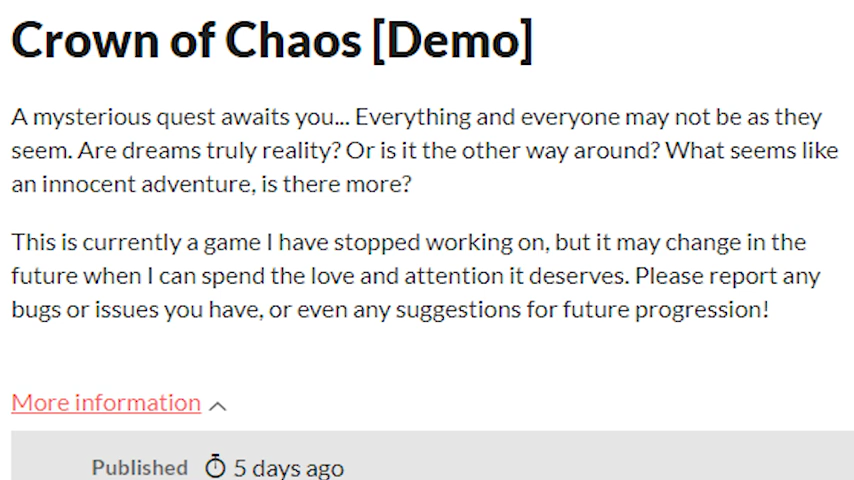 Crown of Chaos [Demo]
A mysterious quest awaits you... Everything and everyone may not be as they
seem. Are dreams truly reality? Or is it the other way around? What seems like
an innocent adventure, is there more?
This is currently a game I have stopped working on, but it may change in the
future when I can spend the love and attention it deserves. Please report any
bugs or issues you have, or even any suggestions for future progression!
More information
Published 5 days ago